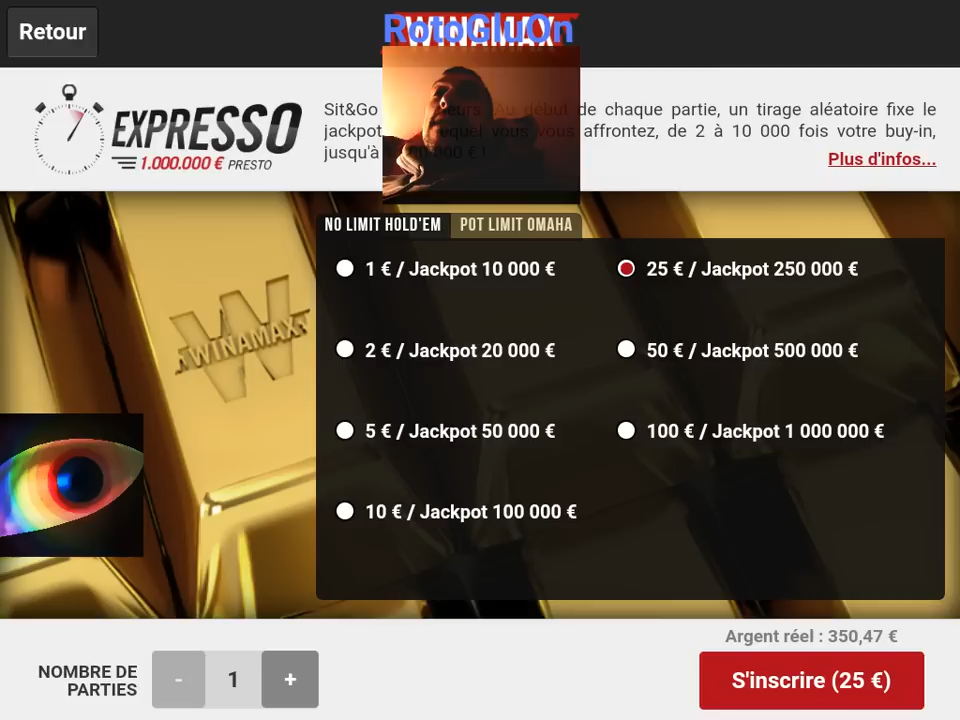 Retour
WINAMAX
RotoGluOn
EXPRESSO
1.000.000 € PRESTO
Sit&Go de chaque partie, un tirage aléatoire fixe le
jackpot vous vous affrontez, de 2 à 10 000 fois votre buy-in,
jusqu'à
Plus d'infos...
NO LIMIT HOLD'EM
POT LIMIT OMAHA
1 € / Jackpot 10 000 €
25 € / Jackpot 250 000 €
2 € / Jackpot 20 000 €
50 € / Jackpot 500 000 €
5 € / Jackpot 50 000 €
100 € / Jackpot 1 000 000 €
10 € / Jackpot 100 000 €
W
WINAMAX
Argent réel : 350,47 €
NOMBRE DE
PARTIES
- 1 +
S'inscrire (25 €)